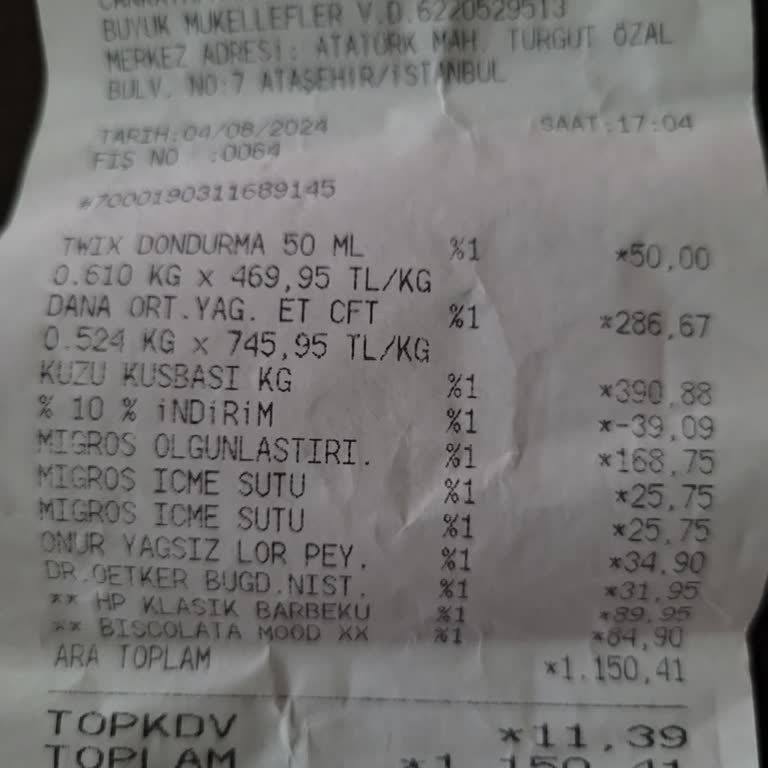 BUYUK MUKELLEFLER V.D.6220529513
MERKEZ ADRESİ: ATATÜRK MAH. TURGUT ÖZAL
BULV. NO:7 ATAŞEHİR/İSTANBUL
TARIH:04/08/2024 SAAT:17:04
FİŞ NO :0064
#7000190311689145
TWIX DONDURMA 50 ML %1 *50,00
0.610 KG x 469,95 TL/KG
DANA ORT.YAG. ET CFT %1 *286,67
0.524 KG x 745,95 TL/KG
KUZU KUSBASI KG %1 *390,88
% 10 % İNDİRİM %1 *-39,09
MIGROS OLGUNLASTIRI. %1 *168,75
MIGROS ICME SUTU %1 *25,75
MIGROS ICME SUTU %1 *25,75
ONUR YAGSIZ LOR PEY. %1 *34,90
DR.OETKER BUGD.NIST. %1 *31,95
** HP KLASIK BARBEKU %1 *89,95
** BISCOLATA MOOD XX %1 *84,90
ARA TOPLAM *1.150,41
TOPKDV *11,39
TOPLAM *1.150,41